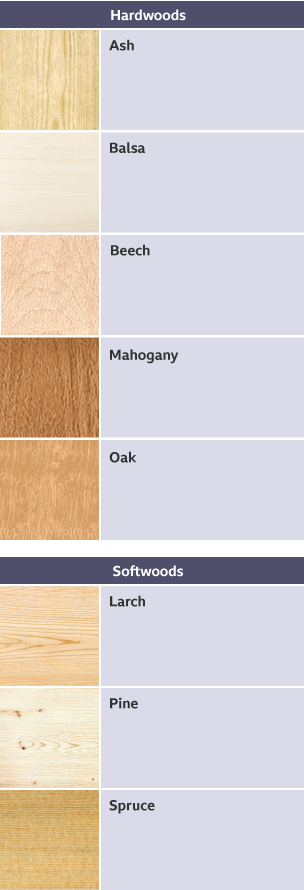 Hardwoods
Ash
Balsa
Beech
Mahogany
Oak
Softwoods
Larch
Pine
Spruce